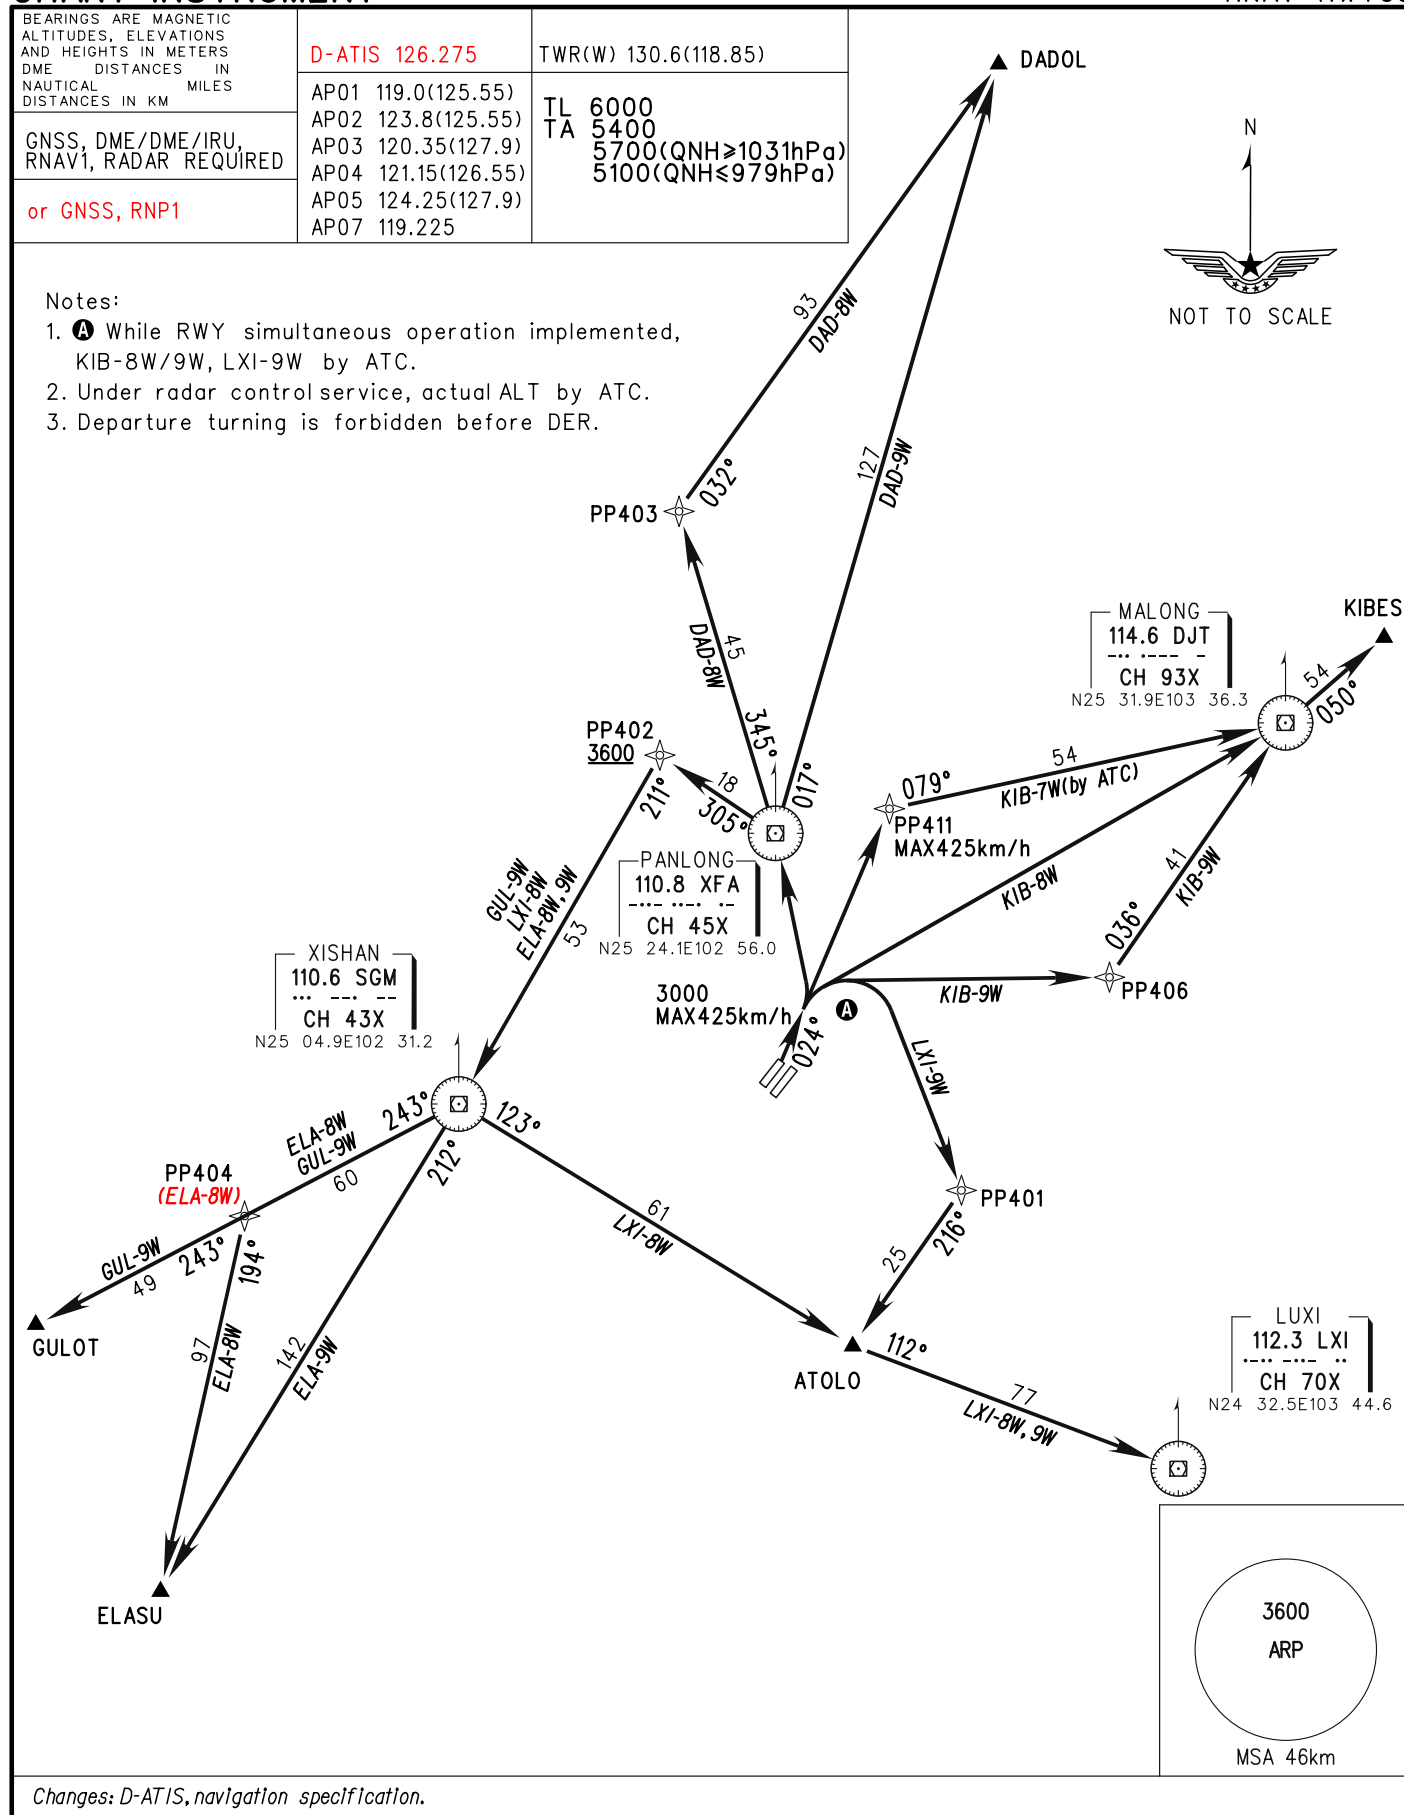 BEARINGS ARE MAGNETIC
ALTITUDES, ELEVATIONS
AND HEIGHTS IN METERS
DME DISTANCES IN
NAUTICAL MILES
DISTANCES IN KM
GNSS, DME/DME/IRU,
RNAV1, RADAR REQUIRED
or GNSS, RNP1
D-ATIS 126.275
AP01 119.0(125.55)
AP02 123.8(125.55)
AP03 120.35(127.9)
AP04 121.15(126.55)
AP05 124.25(127.9)
AP07 119.225
TWR(W) 130.6(118.85)
TL 6000
TA 5400
5700(QNH≥1031hPa)
5100(QNH≤979hPa)
DADOL
N
NOT TO SCALE
Notes:
1. A While RWY simultaneous operation implemented,
KIB-8W/9W, LXI-9W by ATC.
2. Under radar control service, actual ALT by ATC.
3. Departure turning is forbidden before DER.
93
DAD-8W
127
DAD-9W
032°
PP403
45
DAD-8W
345°
017°
MALONG
114.6 DJT
CH 93X
N25 31.9E103 36.3
KIBES
54
050°
PP402
3600
211°
18
305°
079°
54
KIB-7W(by ATC)
PP411
MAX425km/h
PANLONG
110.8 XFA
CH 45X
N25 24.1E102 56.0
GUL-9W
LXI-8W
ELA-8W, 9W
53
KIB-8W
41
KIB-9W
036°
PP406
KIB-9W
XISHAN
110.6 SGM
CH 43X
N25 04.9E102 31.2
3000
MAX425km/h
A
024°
LXI-9W
243°
123°
212°
ELA-8W
GUL-9W
60
PP404
(ELA-8W)
GUL-9W
49
243°
194°
61
LXI-8W
PP401
216°
25
GULOT
97
ELA-8W
142
ELA-9W
ATOLO
112°
77
LXI-8W, 9W
LUXI
112.3 LXI
CH 70X
N24 32.5E103 44.6
ELASU
3600
ARP
MSA 46km
Changes: D-ATIS, navigation specification.